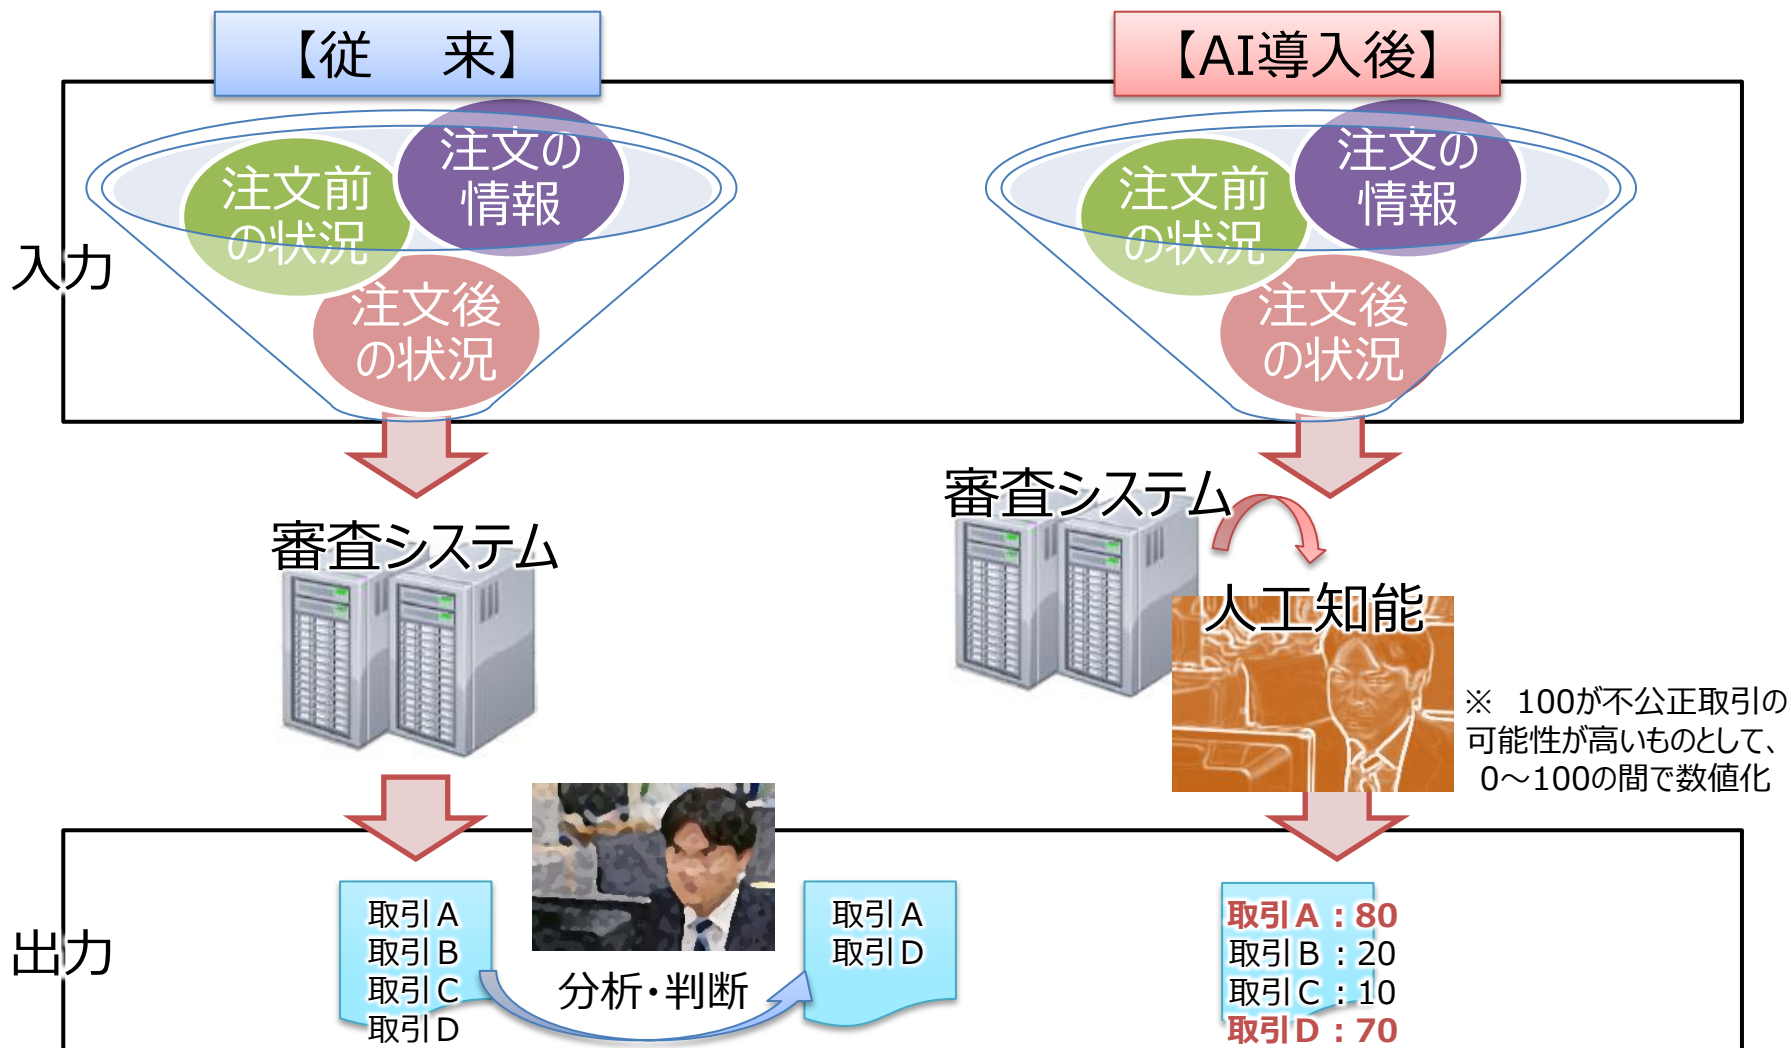 【従　来】
【AI導入後】
入力
注文前
の状況
注文の
情報
注文後
の状況
注文前
の状況
注文の
情報
注文後
の状況
審査システム
審査システム
人工知能
※　100が不公正取引の
可能性が高いものとして、
0～100の間で数値化
出力
取引A
取引B
取引C
取引D
分析・判断
取引A
取引D
取引A：80
取引B：20
取引C：10
取引D：70